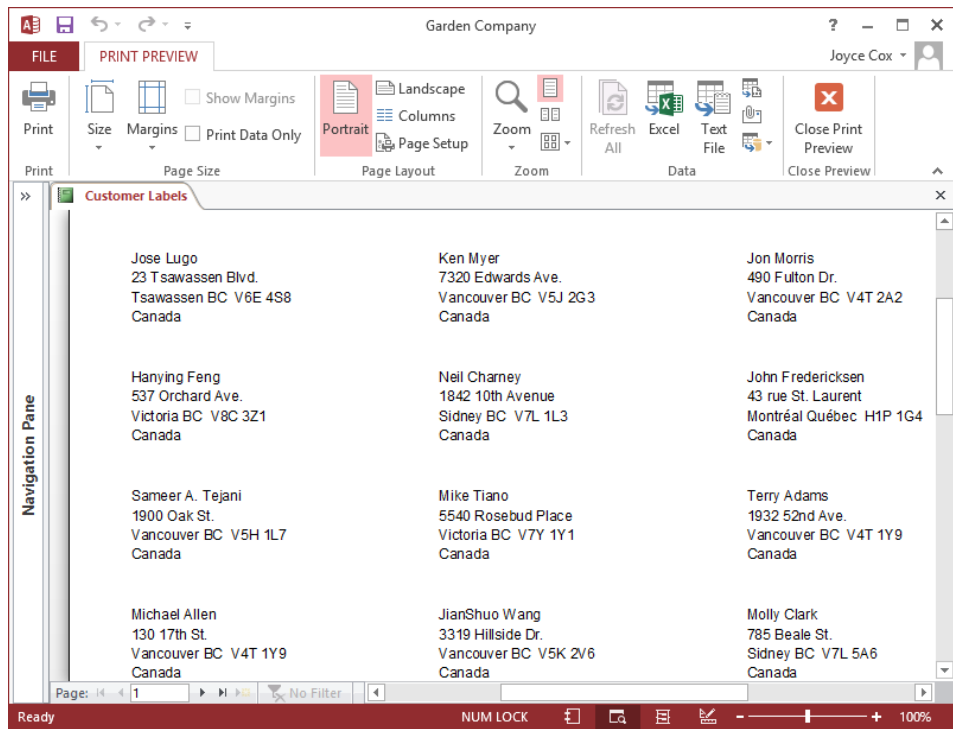 Garden Company
?
FILE
PRINT PREVIEW
Joyce Cox
Print
Size
Margins
Show Margins
Print Data Only
Portrait
Landscape
Columns
Page Setup
Zoom
Refresh All
Excel
Text File
Close Print Preview
Print
Page Size
Page Layout
Zoom
Data
Close Preview
»
Customer Labels
Navigation Pane
Jose Lugo
23 Tsawassen Blvd.
Tsawassen BC V6E 4S8
Canada
Ken Myer
7320 Edwards Ave.
Vancouver BC V5J 2G3
Canada
Jon Morris
490 Fulton Dr.
Vancouver BC V4T 2A2
Canada
Hanying Feng
537 Orchard Ave.
Victoria BC V8C 3Z1
Canada
Neil Charney
1842 10th Avenue
Sidney BC V7L 1L3
Canada
John Fredericksen
43 rue St. Laurent
Montréal Québec H1P 1G4
Canada
Sameer A. Tejani
1900 Oak St.
Vancouver BC V5H 1L7
Canada
Mike Tiano
5540 Rosebud Place
Victoria BC V7Y 1Y1
Canada
Terry Adams
1932 52nd Ave.
Vancouver BC V4T 1Y9
Canada
Michael Allen
130 17th St.
Vancouver BC V4T 1Y9
Canada
JianShuo Wang
3319 Hillside Dr.
Vancouver BC V5K 2V6
Canada
Molly Clark
785 Beale St.
Sidney BC V7L 5A6
Canada
Page: 1
No Filter
Ready
NUM LOCK
100%